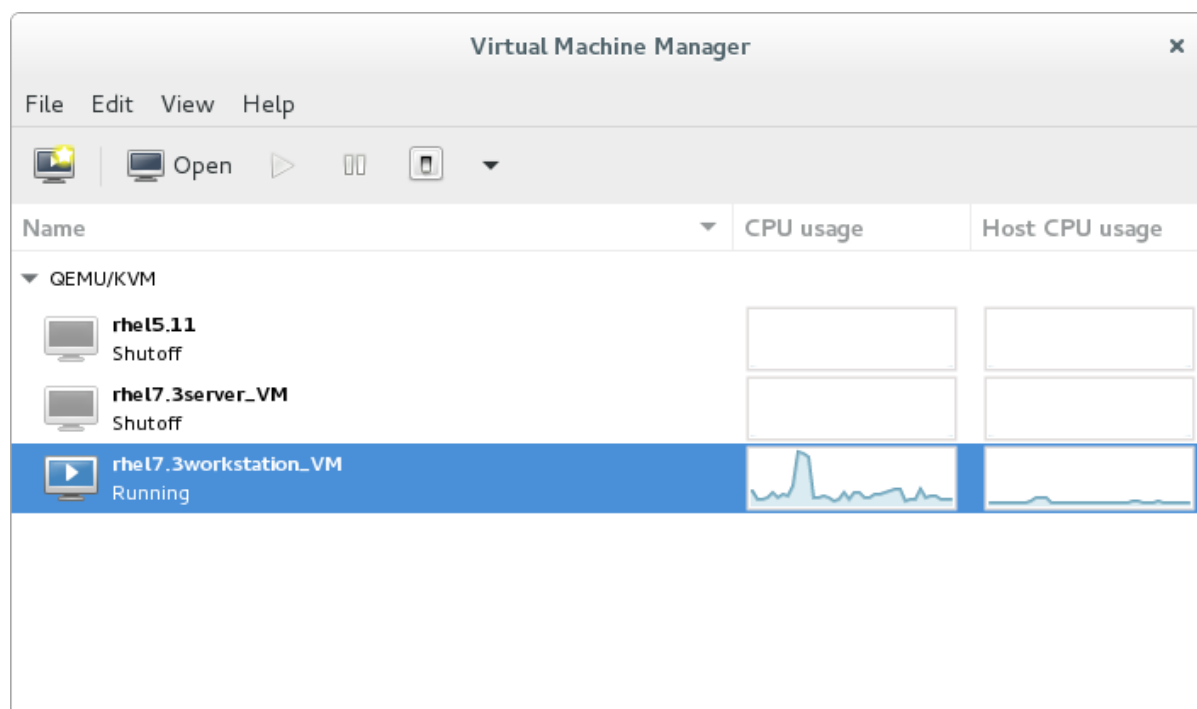 Virtual Machine Manager
File Edit View Help
Open
Name CPU usage Host CPU usage
QEMU/KVM
rhel5.11
Shutoff
rhel7.3server_VM
Shutoff
rhel7.3workstation_VM
Running